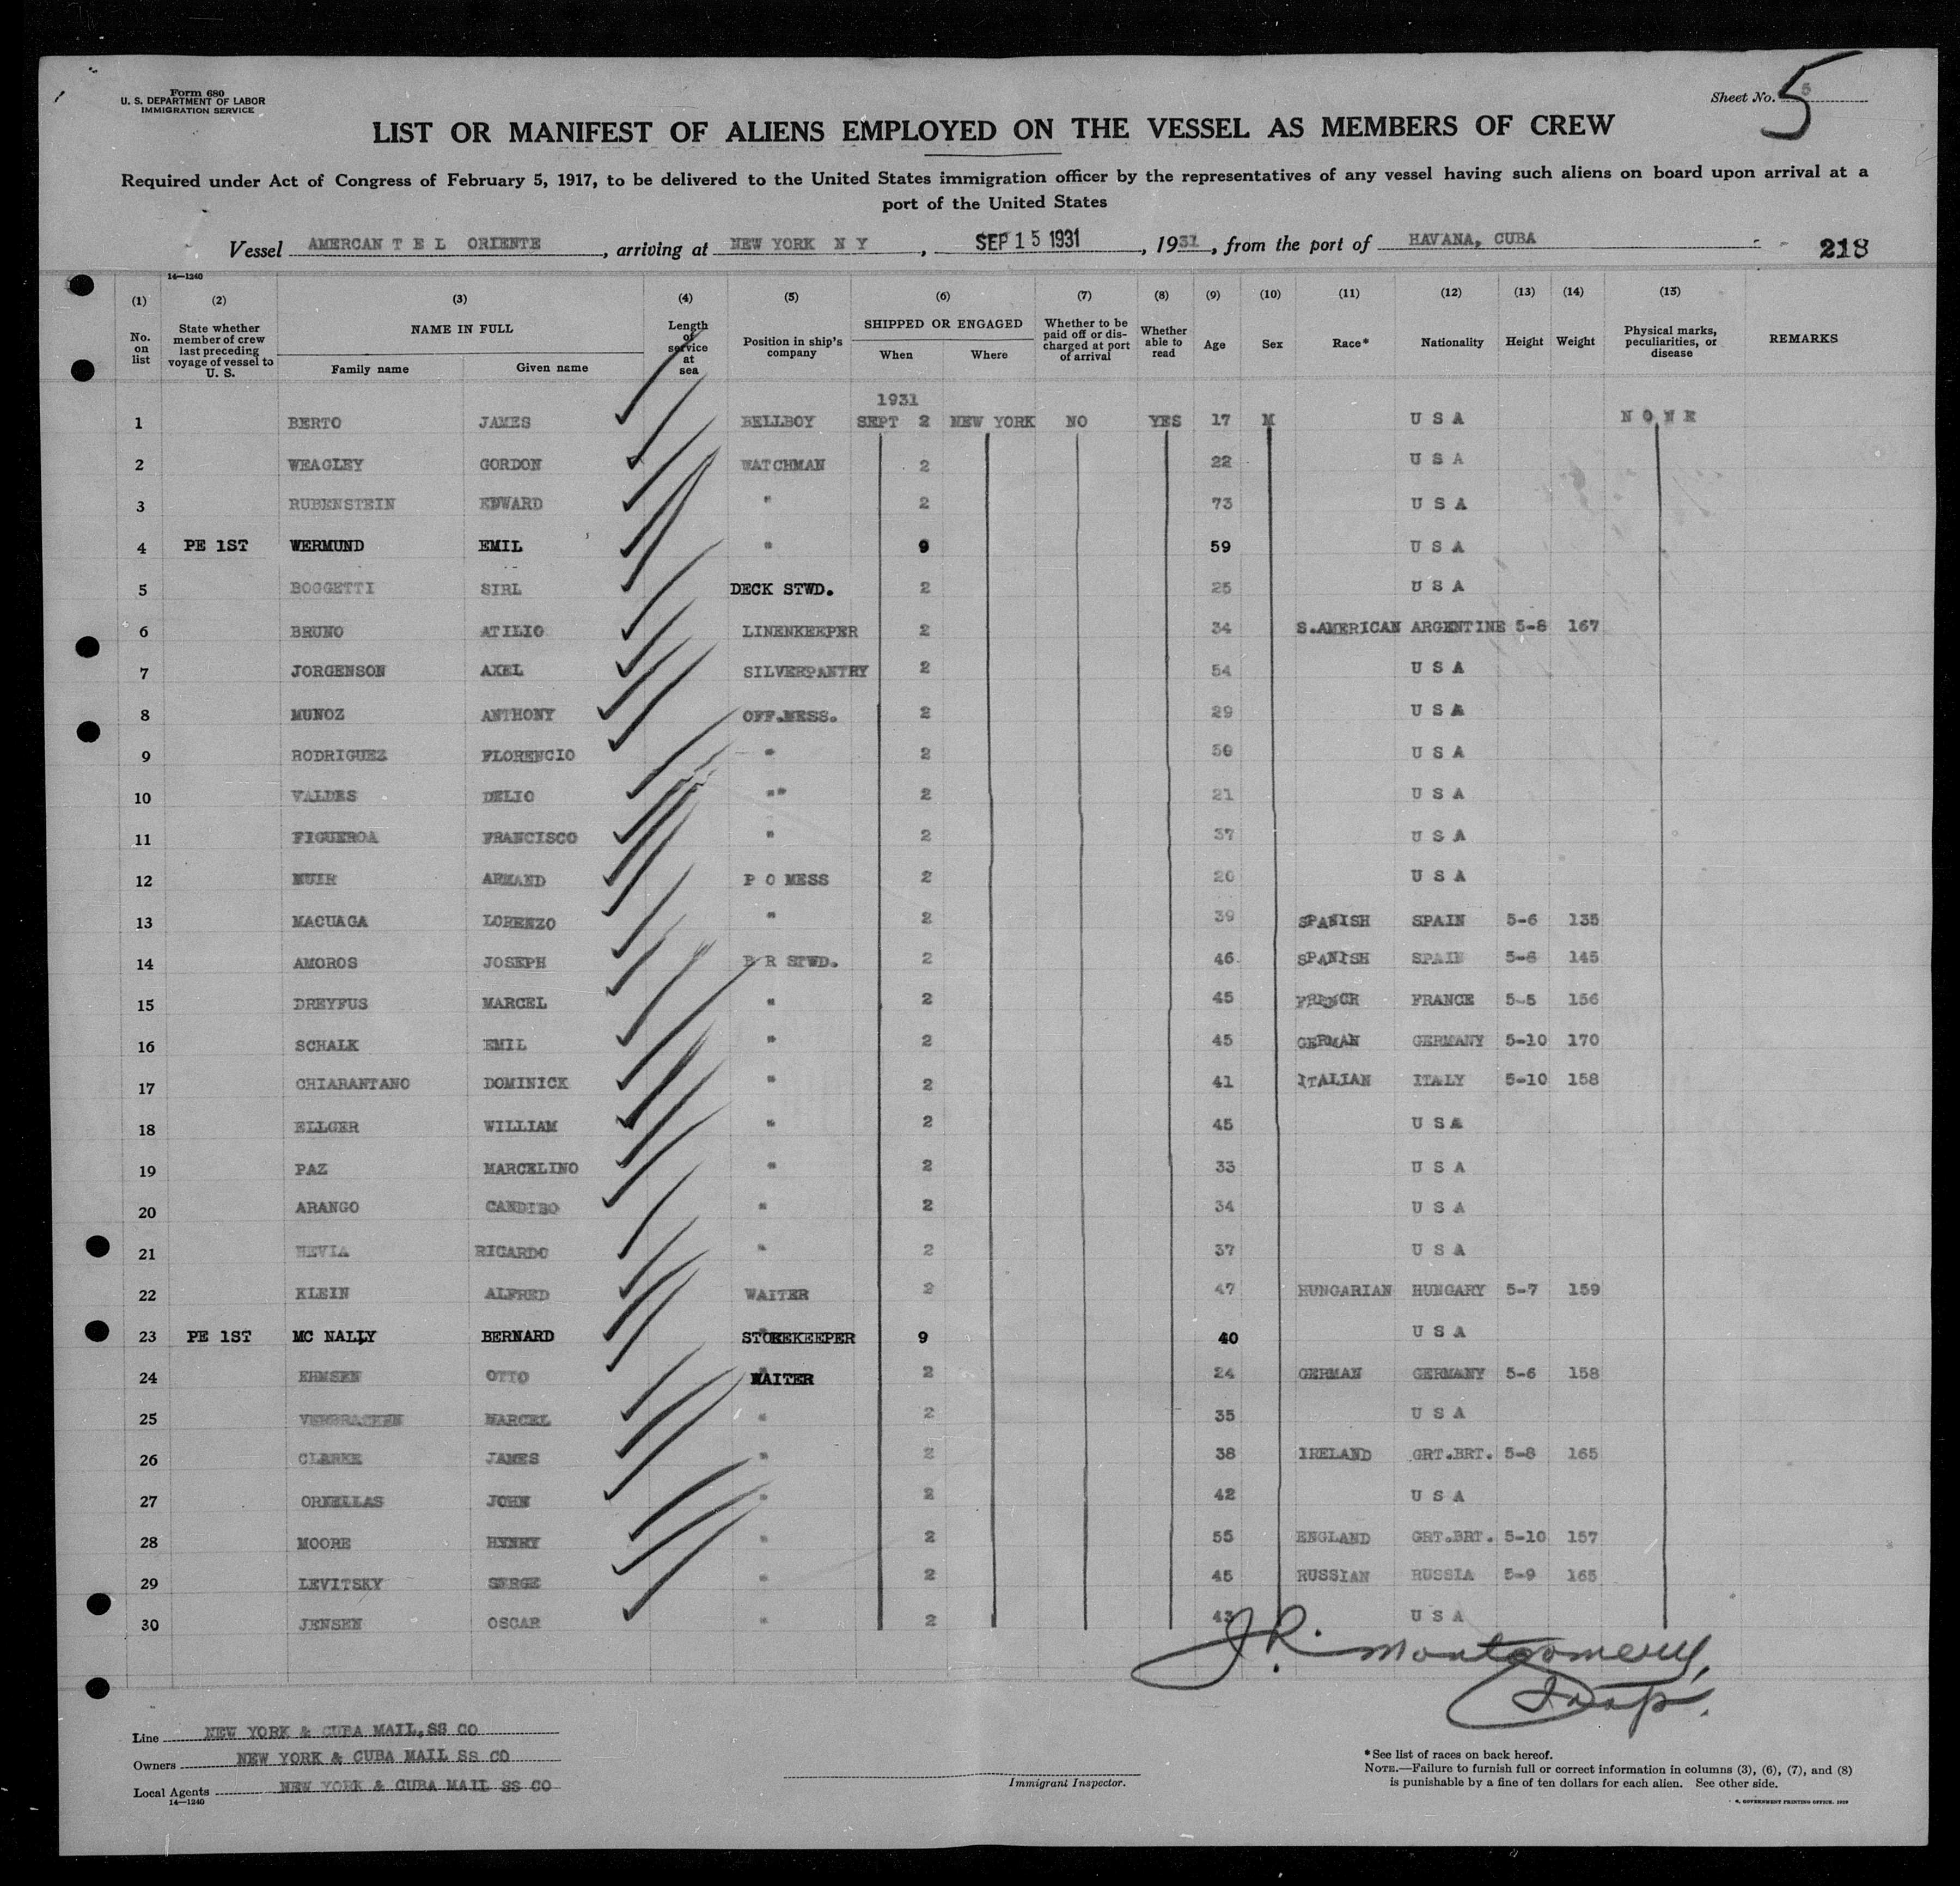 Form 680
U. S. DEPARTMENT OF LABOR
IMMIGRATION SERVICE
Sheet No. 5
LIST OR MANIFEST OF ALIENS EMPLOYED ON THE VESSEL AS MEMBERS OF CREW
Required under Act of Congress of February 5, 1917, to be delivered to the United States immigration officer by the representatives of any vessel having such aliens on board upon arrival at a
port of the United States
Vessel AMERCAN T E L ORIENTE, arriving at NEW YORK N Y, SEP 15 1931, 1931, from the port of HAVANA, CUBA 218
14—1240
(1) (2) (3) (4) (5) (6) (7) (8) (9) (10) (11) (12) (13) (14) (15)
No. on list State whether member of crew last preceding voyage of vessel to U. S. NAME IN FULL Family name Given name Length of service at sea Position in ship's company SHIPPED OR ENGAGED When Where Whether to be paid off or discharged at port of arrival Whether able to read Age Sex Race* Nationality Height Weight Physical marks, peculiarities, or disease REMARKS
1931
1 BERTO JAMES BELLBOY SEPT 2 NEW YORK NO YES 17 M U S A NONE
2 WEAGLEY GORDON WATCHMAN 2 22 U S A
3 RUBENSTEIN EDWARD " 2 73 U S A
4 PE 1ST WERMUND EMIL " 9 59 U S A
5 BOGGETTI SIRL DECK STWD. 2 25 U S A
6 BRUNO ATILIO LINENKEEPER 2 34 S.AMERICAN ARGENTINE 5-8 167
7 JORGENSON AXEL SILVERPANTRY 2 54 U S A
8 MUNOZ ANTHONY OFF.MESS. 2 29 U S A
9 RODRIGUEZ FLORENCIO " 2 U S A
10 VALDES DELIO "" 2 21 U S A
11 FIGUEROA FRANCISCO " 2 37 U S A
12 MUIR ARMAND P O MESS 2 20 U S A
13 MACUAGA LORENZO " 2 39 SPANISH SPAIN 5-6 135
14 AMOROS JOSEPH B R STWD. 2 46 SPANISH SPAIN 145
15 DREYFUS MARCEL " 2 45 FRENCH FRANCE 5-5 156
16 SCHALK EMIL " 2 45 GERMAN GERMANY 5-10 170
17 CHIARANTANO DOMINICK " 2 41 ITALIAN ITALY 5-10 158
18 ELLGER WILLIAM " 2 45 U S A
19 PAZ MARCELINO " 2 33 U S A
20 ARANGO CANDIDO " 2 34 U S A
21 HEVIA RICARDO " 2 37 U S A
22 KLEIN ALFRED WAITER 2 47 HUNGARIAN HUNGARY 5-7 159
23 PE 1ST MC NALLY BERNARD STOREKEEPER 9 40 U S A
24 EHMSEN OTTO WAITER 2 24 GERMAN GERMANY 5-6 158
25 MARCEL " 2 35 U S A
26 CLARKE JAMES " 2 38 IRELAND GRT.BRT. 5-8 165
27 ORNELLAS JOHN " 2 42 U S A
28 MOORE HENRY " 2 55 ENGLAND GRT.BRT. 5-10 157
29 LEVITSKY SERGE " 2 45 RUSSIAN RUSSIA 5-9 165
30 JENSEN OSCAR " 2 43 U S A
J R. Montgomery,
Line NEW YORK & CUBA MAIL,SS CO
Owners NEW YORK & CUBA MAIL SS CO
Local Agents NEW YORK & CUBA MAIL SS CO
14—1240
Immigrant Inspector.
*See list of races on back hereof.
NOTE.—Failure to furnish full or correct information in columns (3), (6), (7), and (8)
is punishable by a fine of ten dollars for each alien. See other side.